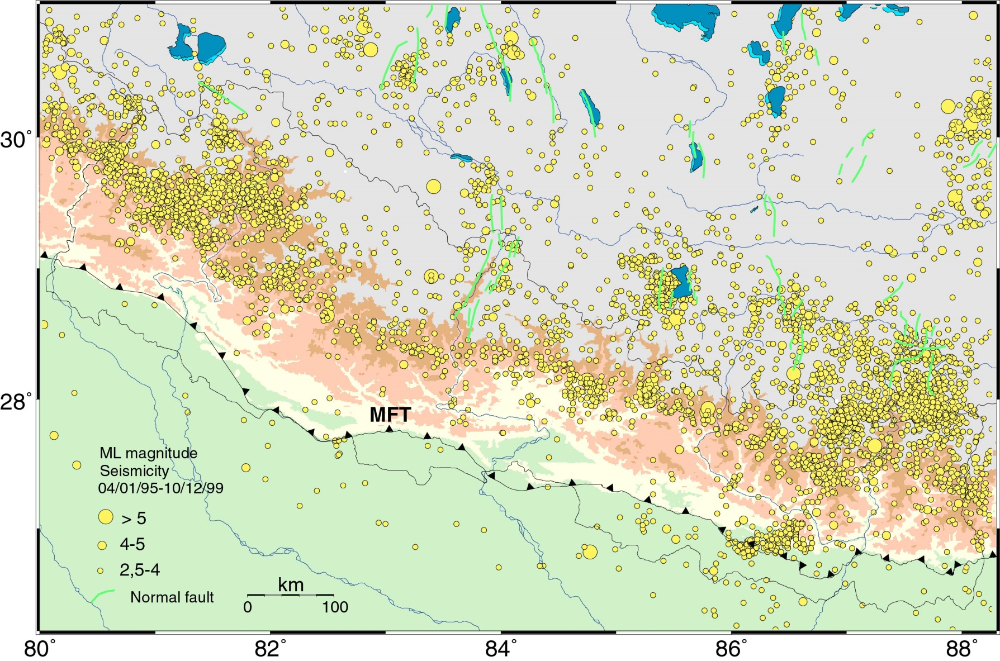 30°
28°
MFT
ML magnitude
Seismicity
04/01/95-10/12/99
> 5
4-5
2,5-4
Normal fault
km
0 100
80° 82° 84° 86° 88°